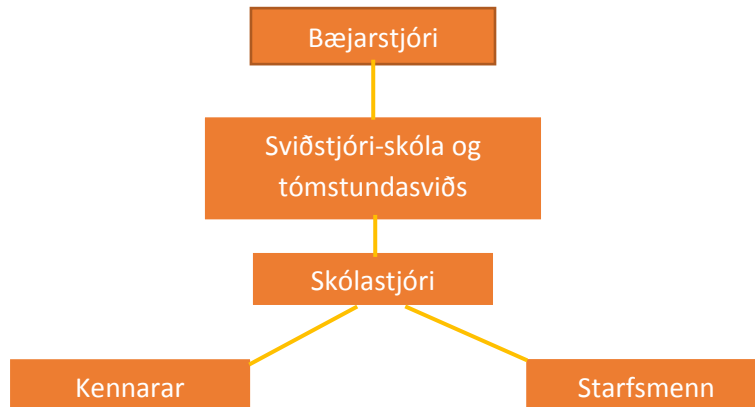 Bæjarstjóri
Sviðstjóri-skóla og
tómstundasviðs
Skólastjóri
Kennarar
Starfsmenn